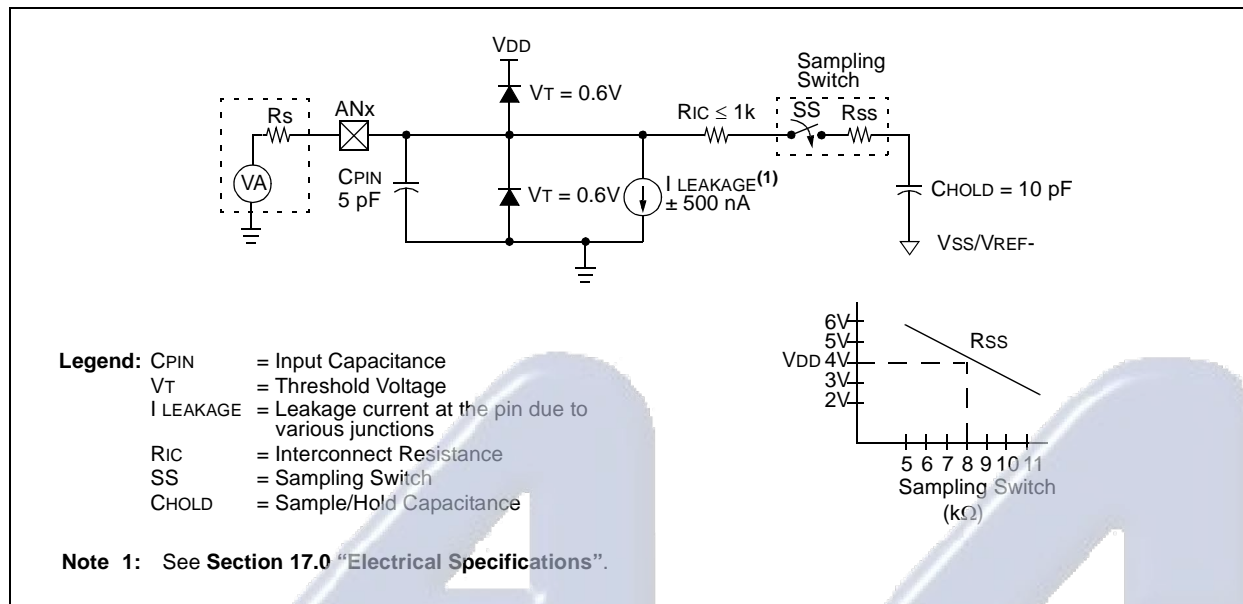 VDD
Sampling
Switch
VT = 0.6V
ANx
Rs
RIC ≤ 1k
SS
RSS
VA
CPIN
5 pF
VT = 0.6V
I LEAKAGE(1)
± 500 nA
CHOLD = 10 pF
VSS/VREF-
6V
5V
VDD 4V
3V
2V
RSS
5 6 7 8 9 10 11
Sampling Switch
(kΩ)
Legend: CPIN = Input Capacitance
VT = Threshold Voltage
I LEAKAGE = Leakage current at the pin due to
various junctions
RIC = Interconnect Resistance
SS = Sampling Switch
CHOLD = Sample/Hold Capacitance
Note 1: See Section 17.0 “Electrical Specifications”.